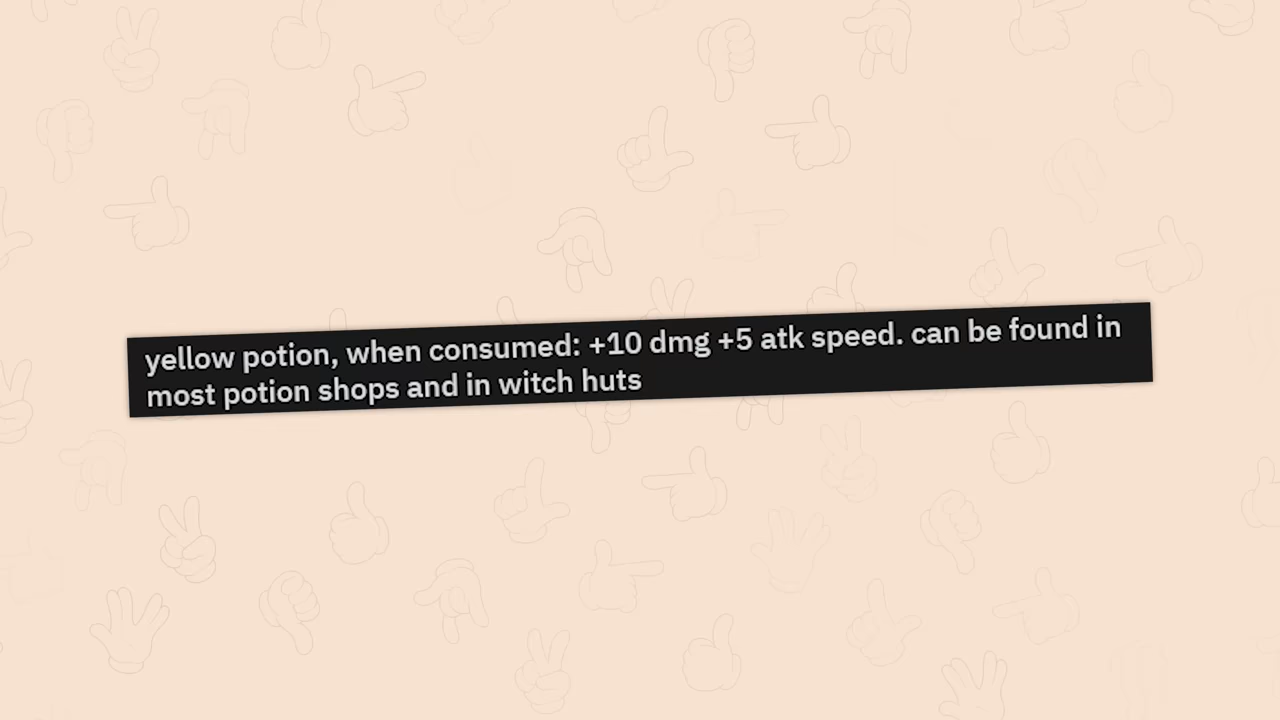 yellow potion, when consumed: +10 dmg +5 atk speed. can be found in
most potion shops and in witch huts